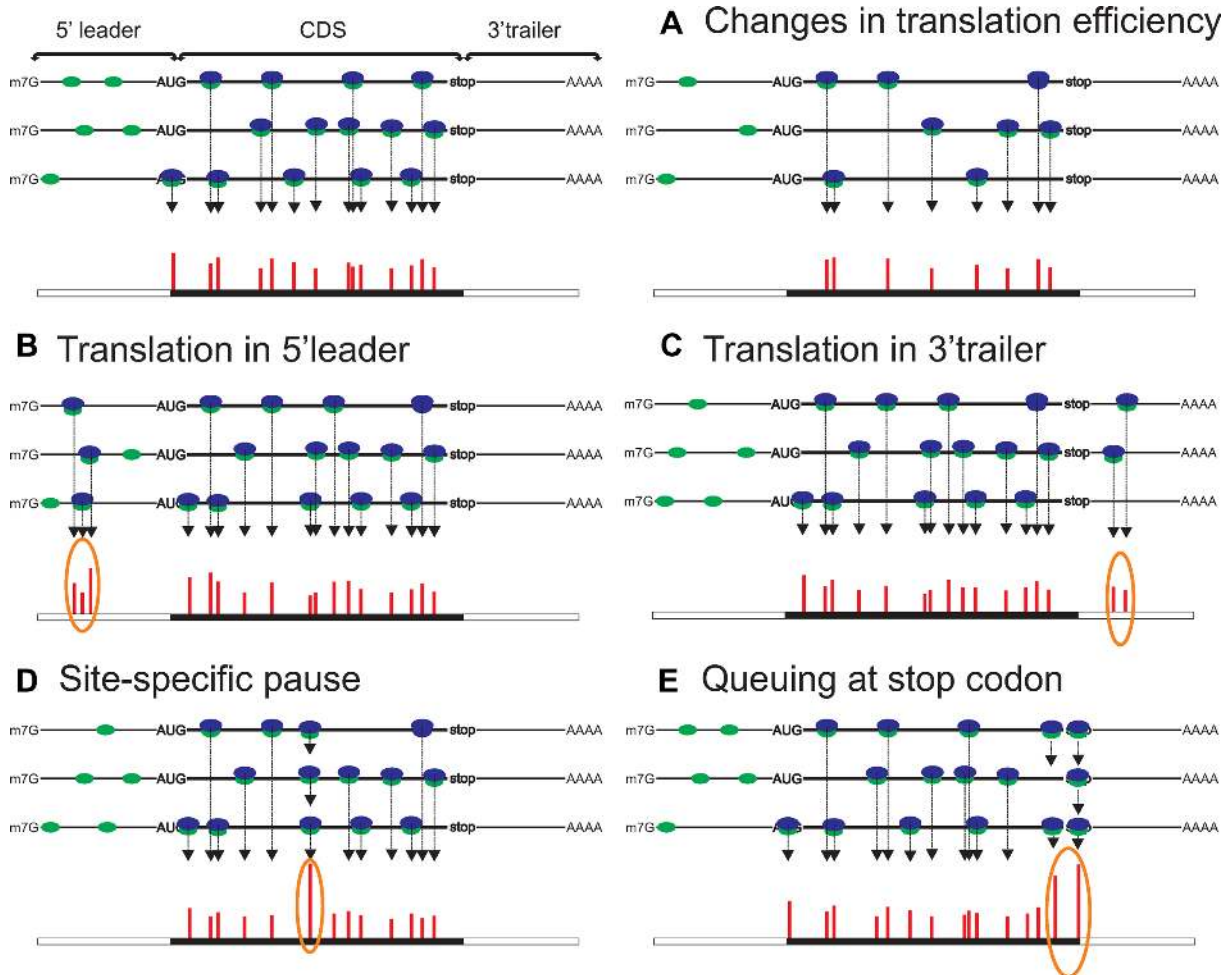 5' leader CDS 3'trailer
m7G AUG stop AAAA
m7G AUG stop AAAA
m7G stop AAAA
A Changes in translation efficiency
m7G AUG stop AAAA
m7G AUG stop AAAA
m7G AUG stop AAAA
B Translation in 5'leader
m7G AUG stop AAAA
m7G AUG stop AAAA
m7G AUG stop AAAA
C Translation in 3'trailer
m7G AUG stop AAAA
m7G AUG stop AAAA
m7G AUG stop AAAA
D Site-specific pause
m7G AUG stop AAAA
m7G AUG stop AAAA
m7G AUG stop AAAA
E Queuing at stop codon
m7G AUG AAAA
m7G AUG AAAA
m7G AAAA